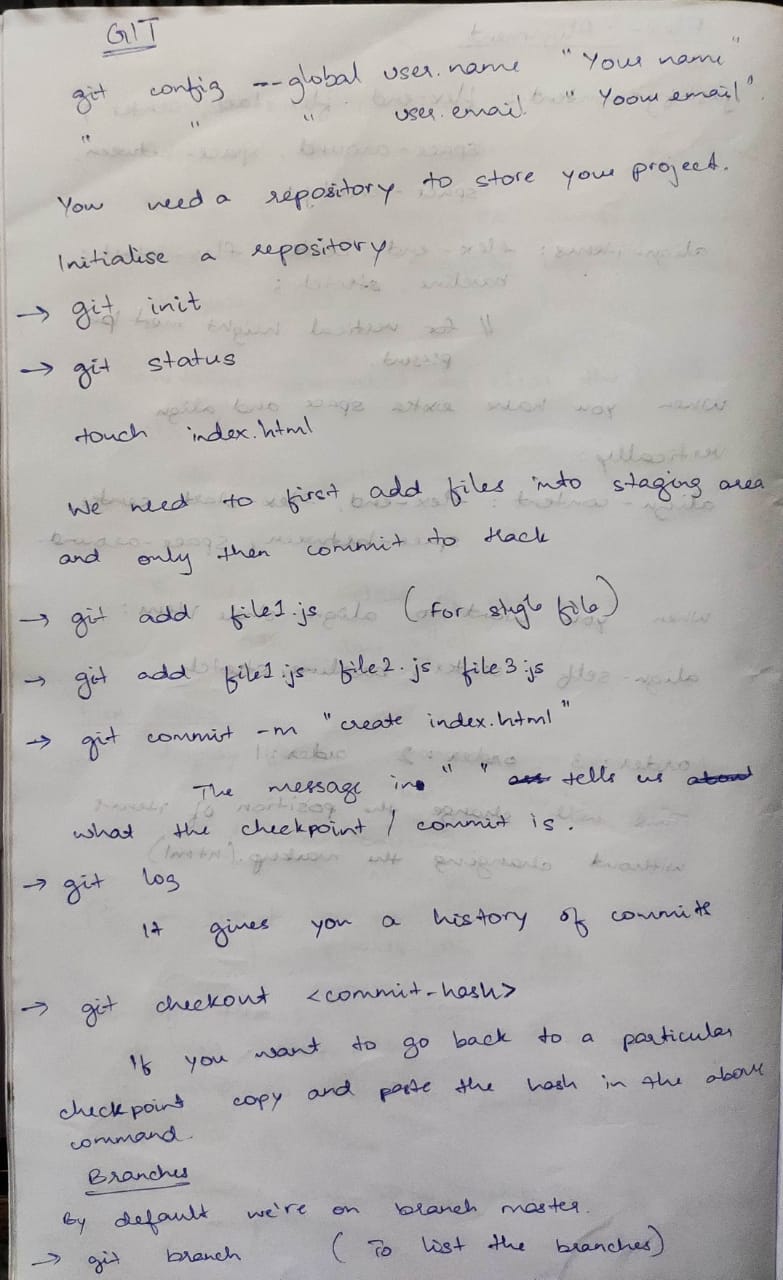 GIT
git config --global user.name "Your name"
" " " user.email "Yoour email".
You need a repository to store your project.
Initialise a repository
→ git init
→ git status
touch index.html
We need to first add files into staging area
and only then commit to track
→ git add file1.js (for single file)
→ git add file1.js file2.js file3.js
→ git commit -m "create index.html"
The message in " " tells us
what the checkpoint / commit is.
→ git log
It gives you a history of commits
→ git checkout <commit-hash>
If you want to go back to a particular
checkpoint copy and paste the hash in the above
command.
Branches
By default we're on branch master.
→ git branch (To list the branches)